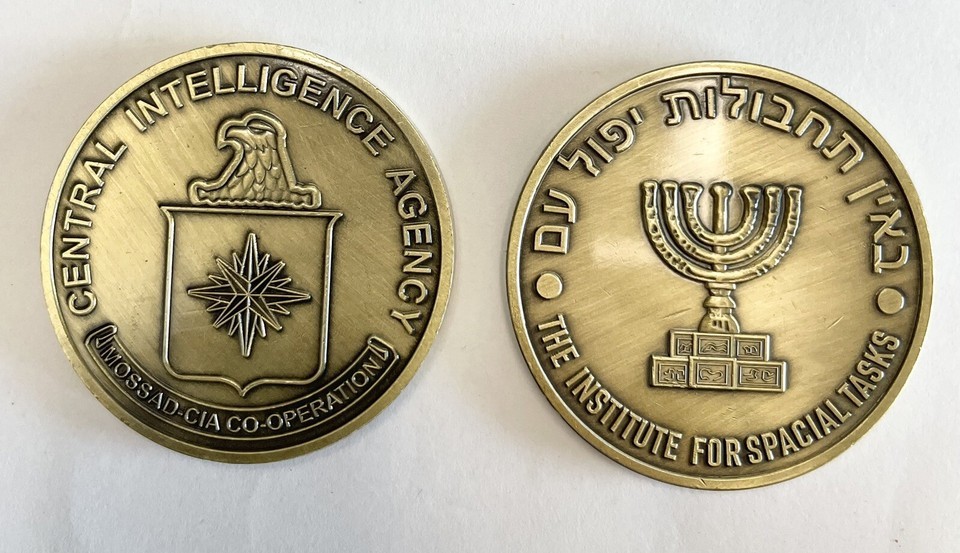 CENTRAL INTELLIGENCE AGENCY
MOSSAD-CIA CO-OPERATION
באין תחבולות יפול עם
THE INSTITUTE FOR SPACIAL TASKS